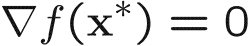 ∇f(x*) = 0